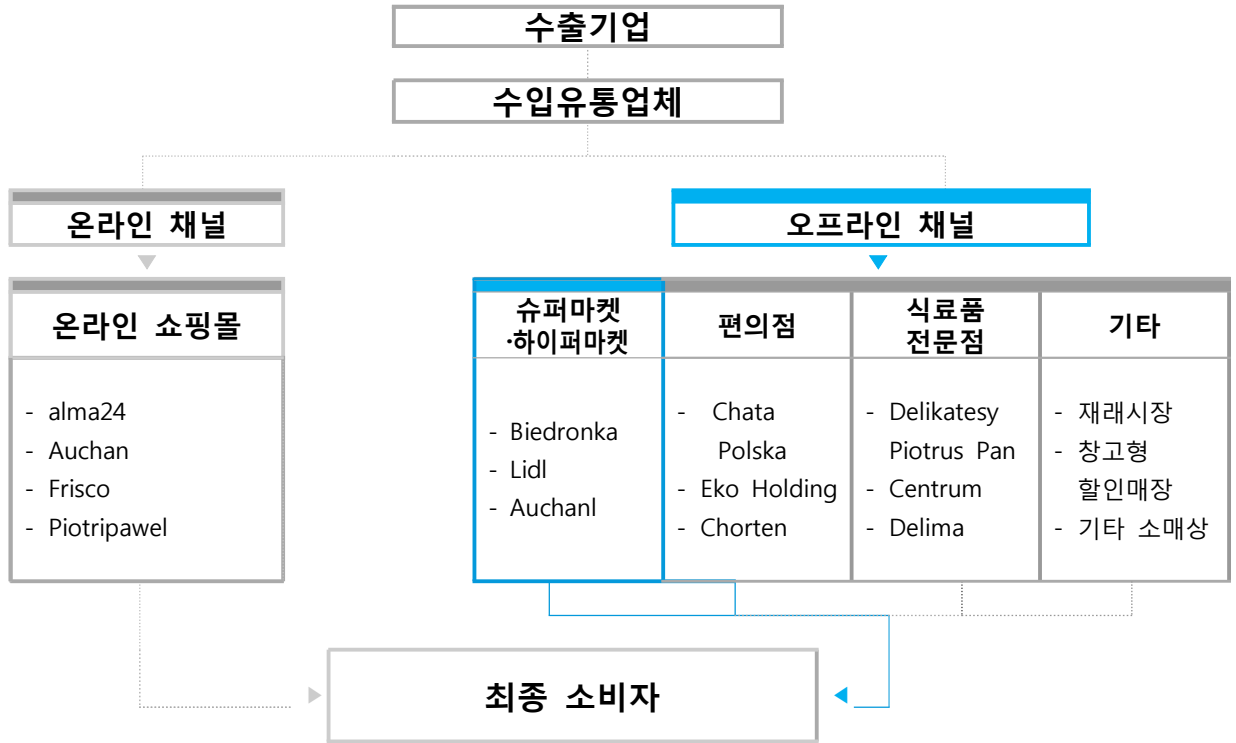 수출기업
수입유통업체
온라인 채널
오프라인 채널
온라인 쇼핑몰
- alma24
- Auchan
- Frisco
- Piotripawel
슈퍼마켓
·하이퍼마켓
- Biedronka
- Lidl
- Auchanl
편의점
- Chata
Polska
- Eko Holding
- Chorten
식료품
전문점
- Delikatesy
Piotrus Pan
- Centrum
- Delima
기타
- 재래시장
- 창고형
할인매장
- 기타 소매상
최종 소비자